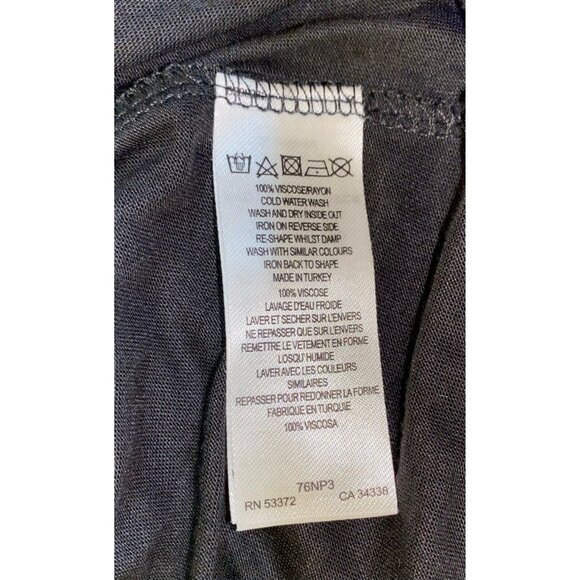 100% VISCOSE/RAYON
COLD WATER WASH
WASH AND DRY INSIDE OUT
IRON ON REVERSE SIDE
RE-SHAPE WHILST DAMP
WASH WITH SIMILAR COLOURS
IRON BACK TO SHAPE
MADE IN TURKEY
100% VISCOSE
LAVAGE D'EAU FROIDE
LAVER ET SECHER SUR L'ENVERS
NE REPASSER QUE SUR L'ENVERS
REMETTRE LE VETEMENT EN FORME
LOSQU' HUMIDE
LAVER AVEC LES COULEURS
SIMILAIRES
REPASSER POUR REDONNER LA FORME
FABRIQUE EN TURQUIE
100% VISCOSA
76NP3
RN 53372 CA 34338